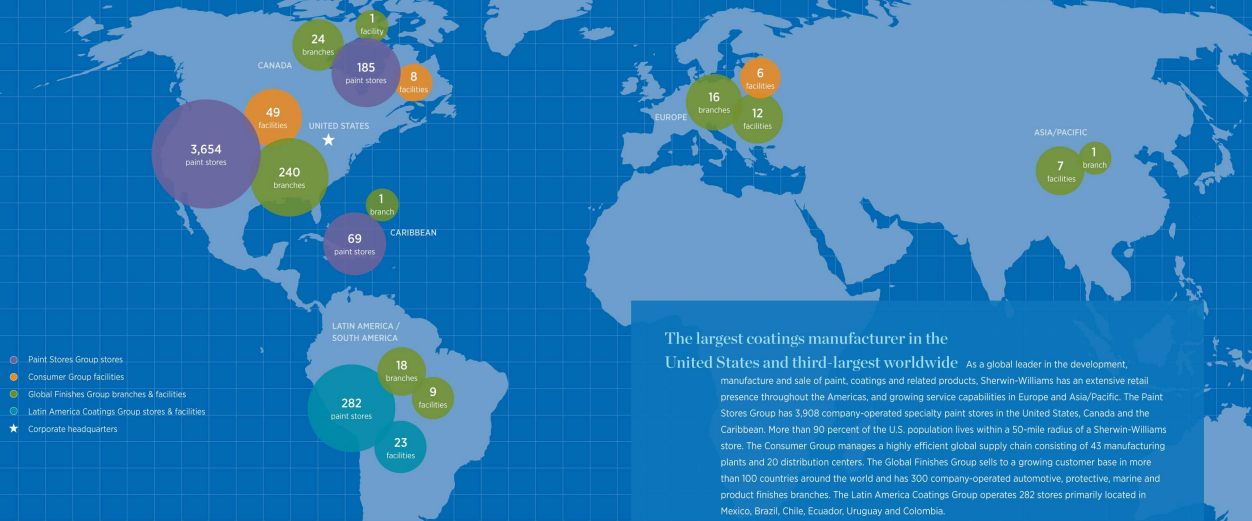 1
facility
24
branches
CANADA
185
paint stores
8
facilities
49
facilities
UNITED STATES
3,654
paint stores
240
branches
1
branch
CARIBBEAN
69
paint stores
6
facilities
16
branches
EUROPE
12
facilities
ASIA/PACIFIC
1
branch
7
facilities
LATIN AMERICA /
SOUTH AMERICA
18
branches
9
facilities
282
paint stores
23
facilities
Paint Stores Group stores
Consumer Group facilities
Global Finishes Group branches & facilities
Latin America Coatings Group stores & facilities
Corporate headquarters
The largest coatings manufacturer in the
United States and third-largest worldwide As a global leader in the development,
manufacture and sale of paint, coatings and related products, Sherwin-Williams has an extensive retail
presence throughout the Americas, and growing service capabilities in Europe and Asia/Pacific. The Paint
Stores Group has 3,908 company-operated specialty paint stores in the United States, Canada and the
Caribbean. More than 90 percent of the U.S. population lives within a 50-mile radius of a Sherwin-Williams
store. The Consumer Group manages a highly efficient global supply chain consisting of 43 manufacturing
plants and 20 distribution centers. The Global Finishes Group sells to a growing customer base in more
than 100 countries around the world and has 300 company-operated automotive, protective, marine and
product finishes branches. The Latin America Coatings Group operates 282 stores primarily located in
Mexico, Brazil, Chile, Ecuador, Uruguay and Colombia.